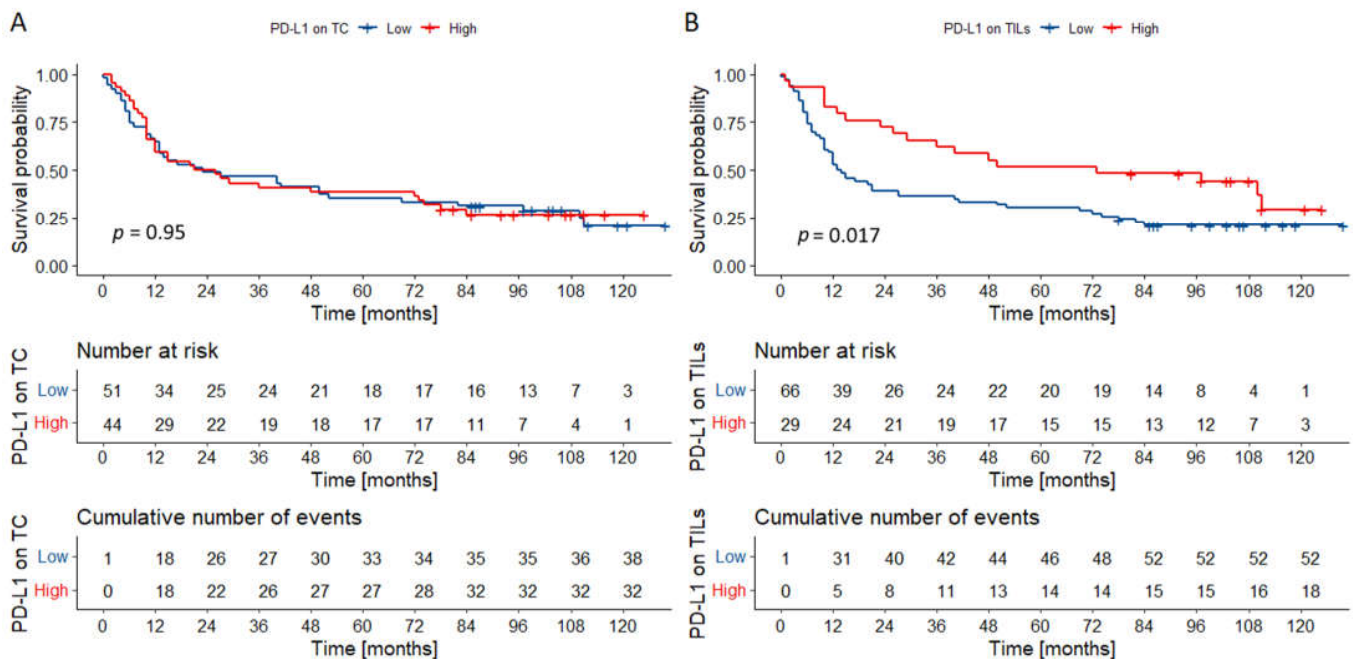 A
PD-L1 on TC Low High
Survival probability
1.00
0.75
0.50
0.25
0.00
p = 0.95
0 12 24 36 48 60 72 84 96 108 120
Time [months]
Number at risk
PD-L1 on TC
Low 51 34 25 24 21 18 17 16 13 7 3
High 44 29 22 19 18 17 17 11 7 4 1
0 12 24 36 48 60 72 84 96 108 120
Time [months]
Cumulative number of events
PD-L1 on TC
Low 1 18 26 27 30 33 34 35 35 36 38
High 0 18 22 26 27 27 28 32 32 32 32
0 12 24 36 48 60 72 84 96 108 120
Time [months]
B
PD-L1 on TILs Low High
Survival probability
1.00
0.75
0.50
0.25
0.00
p = 0.017
0 12 24 36 48 60 72 84 96 108 120
Time [months]
Number at risk
PD-L1 on TILs
Low 66 39 26 24 22 20 19 14 8 4 1
High 29 24 21 19 17 15 15 13 12 7 3
0 12 24 36 48 60 72 84 96 108 120
Time [months]
Cumulative number of events
PD-L1 on TILs
Low 1 31 40 42 44 46 48 52 52 52 52
High 0 5 8 11 13 14 14 15 15 16 18
0 12 24 36 48 60 72 84 96 108 120
Time [months]